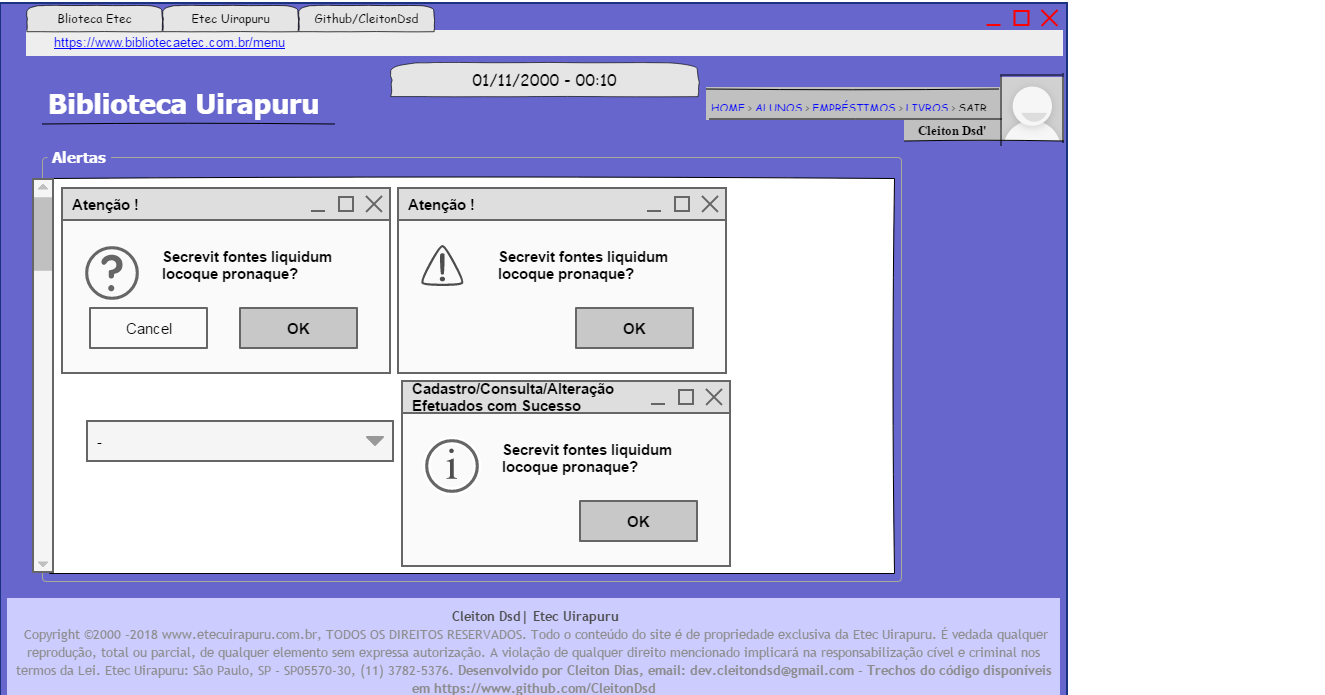 Blioteca Etec
Etec Uirapuru
Github/CleitonDsd
https://www.bibliotecaetec.com.br/menu
01/11/2000 - 00:10
Biblioteca Uirapuru
HOME > ALUNOS > EMPRÉSTIMOS > LIVROS > SAIR
Cleiton Dsd'
Alertas
Atenção !
Secrevit fontes liquidum
locoque pronaque?
Cancel
OK
Atenção !
Secrevit fontes liquidum
locoque pronaque?
OK
-
Cadastro/Consulta/Alteração
Efetuados com Sucesso
Secrevit fontes liquidum
locoque pronaque?
OK
Cleiton Dsd| Etec Uirapuru
Copyright ©2000 -2018 www.etecuirapuru.com.br, TODOS OS DIREITOS RESERVADOS. Todo o conteúdo do site é de propriedade exclusiva da Etec Uirapuru. É vedada qualquer
reprodução, total ou parcial, de qualquer elemento sem expressa autorização. A violação de qualquer direito mencionado implicará na responsabilização cível e criminal nos
termos da Lei. Etec Uirapuru: São Paulo, SP - SP05570-30, (11) 3782-5376. Desenvolvido por Cleiton Dias, email: dev.cleitondsd@gmail.com - Trechos do código disponíveis
em https://www.github.com/CleitonDsd